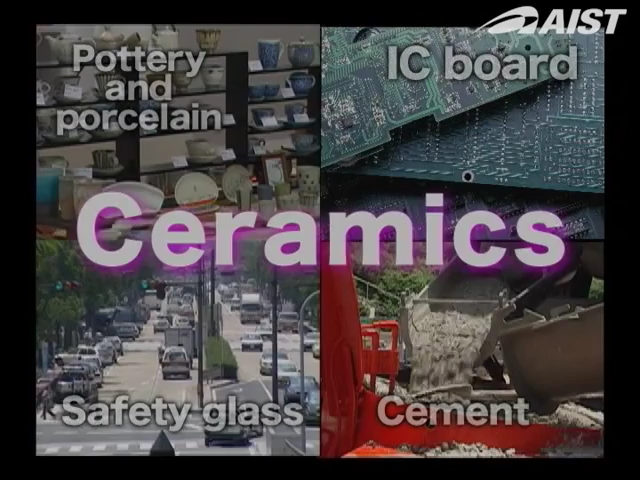 AIST
Pottery
and
porcelain
IC board
Ceramics
Safety glass
Cement